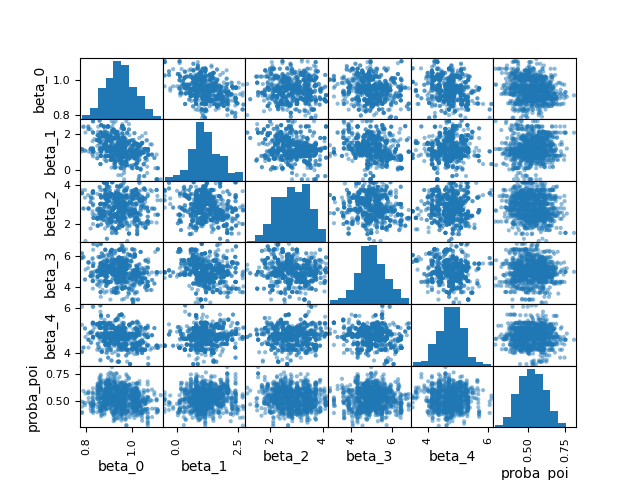 beta_0
1.0
0.8
beta_1
2
0
beta_2
4
2
beta_3
6
4
beta_4
6
4
proba_poi
0.75
0.50
0.8 1.0 0.0 2.5 2 4 4 6 4 6 0.50 0.75
beta_0 beta_1 beta_2 beta_3 beta_4 proba_poi